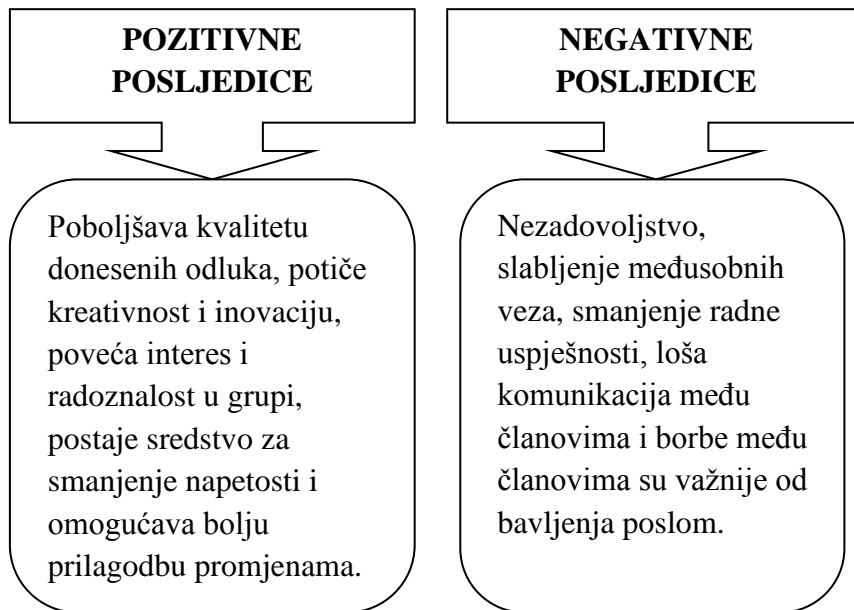 POZITIVNE
POSLJEDICE
Poboljšava kvalitetu
donesenih odluka, potiče
kreativnost i inovaciju,
poveća interes i
radoznalost u grupi,
postaje sredstvo za
smanjenje napetosti i
omogućava bolju
prilagodbu promjenama.
NEGATIVNE
POSLJEDICE
Nezadovoljstvo,
slabljenje međusobnih
veza, smanjenje radne
uspješnosti, loša
komunikacija među
članovima i borbe među
članovima su važnije od
bavljenja poslom.